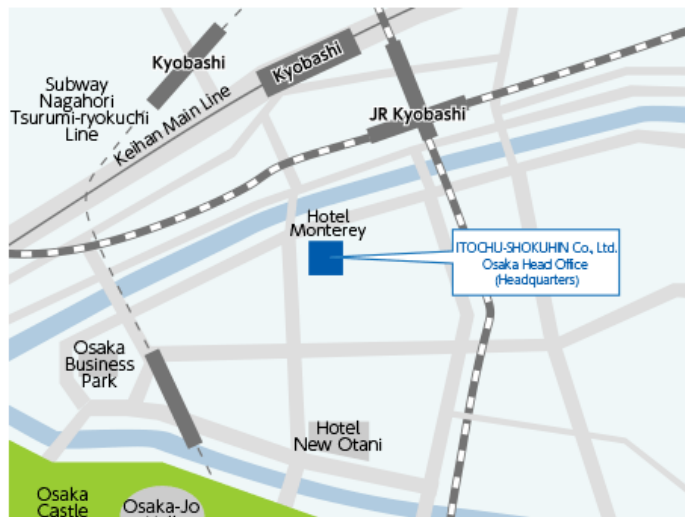 Kyobashi
Kyobashi
Subway
Nagahori
Tsurumi-ryokuchi
Line
Keihan Main Line
JR Kyobashi
Hotel
Monterey
ITOCHU-SHOKUHIN Co., Ltd.
Osaka Head Office
(Headquarters)
Osaka
Business
Park
Hotel
New Otani
Osaka
Castle
Osaka-Jo